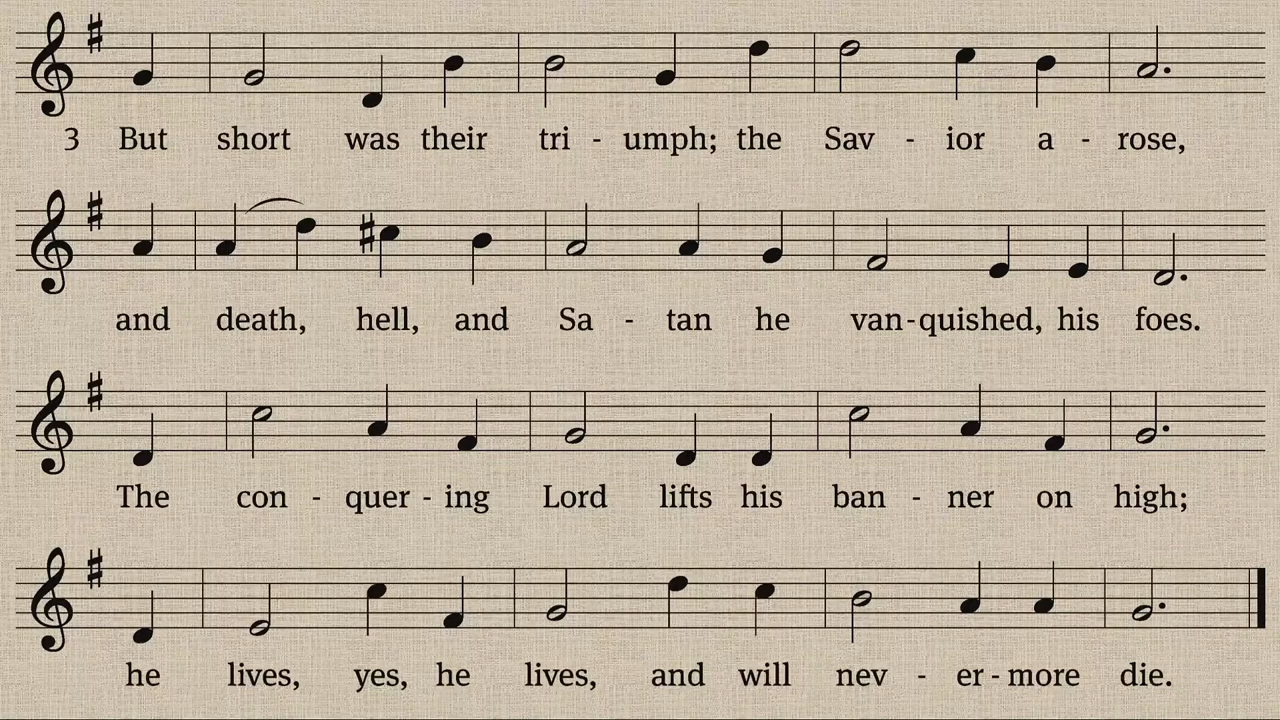 3 But short was their tri - umph; the Sav - ior a - rose,
and death, hell, and Sa - tan he van - quished, his foes.
The con - quer - ing Lord lifts his ban - ner on high;
he lives, yes, he lives, and will nev - er - more die.